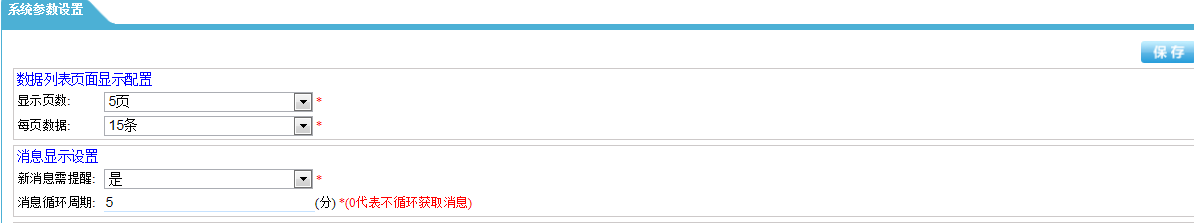 系统参数设置
保存
数据列表页面显示配置
显示页数: 5页 *
每页数据: 15条 *
消息显示设置
新消息需提醒: 是 *
消息循环周期: 5 (分) *(0代表不循环获取消息)